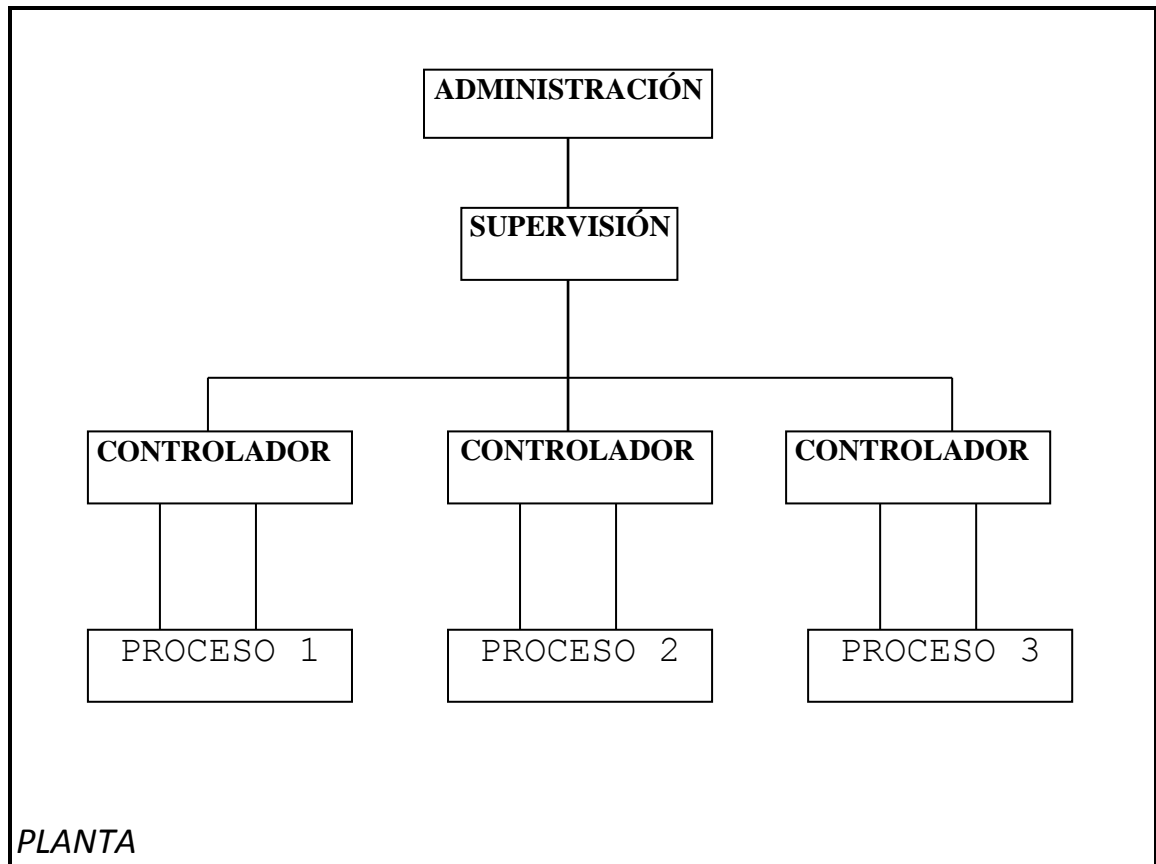 ADMINISTRACIÓN
SUPERVISIÓN
CONTROLADOR
CONTROLADOR
CONTROLADOR
PROCESO 1
PROCESO 2
PROCESO 3
PLANTA